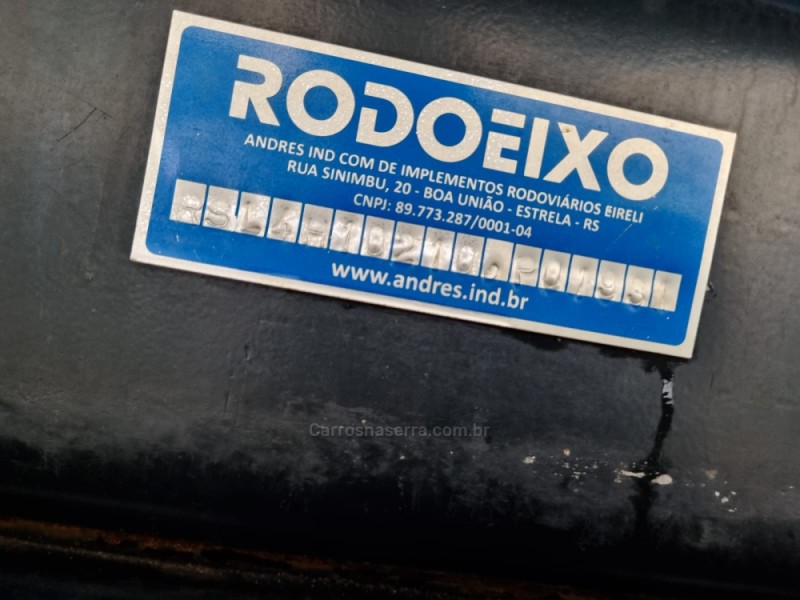 RODOEIXO
ANDRES IND COM DE IMPLEMENTOS RODOVIÁRIOS EIRELI
RUA SINIMBU, 20 - BOA UNIÃO - ESTRELA - RS
CNPJ: 89.773.287/0001-04
www.andres.ind.br
Carrosnaserra.com.br